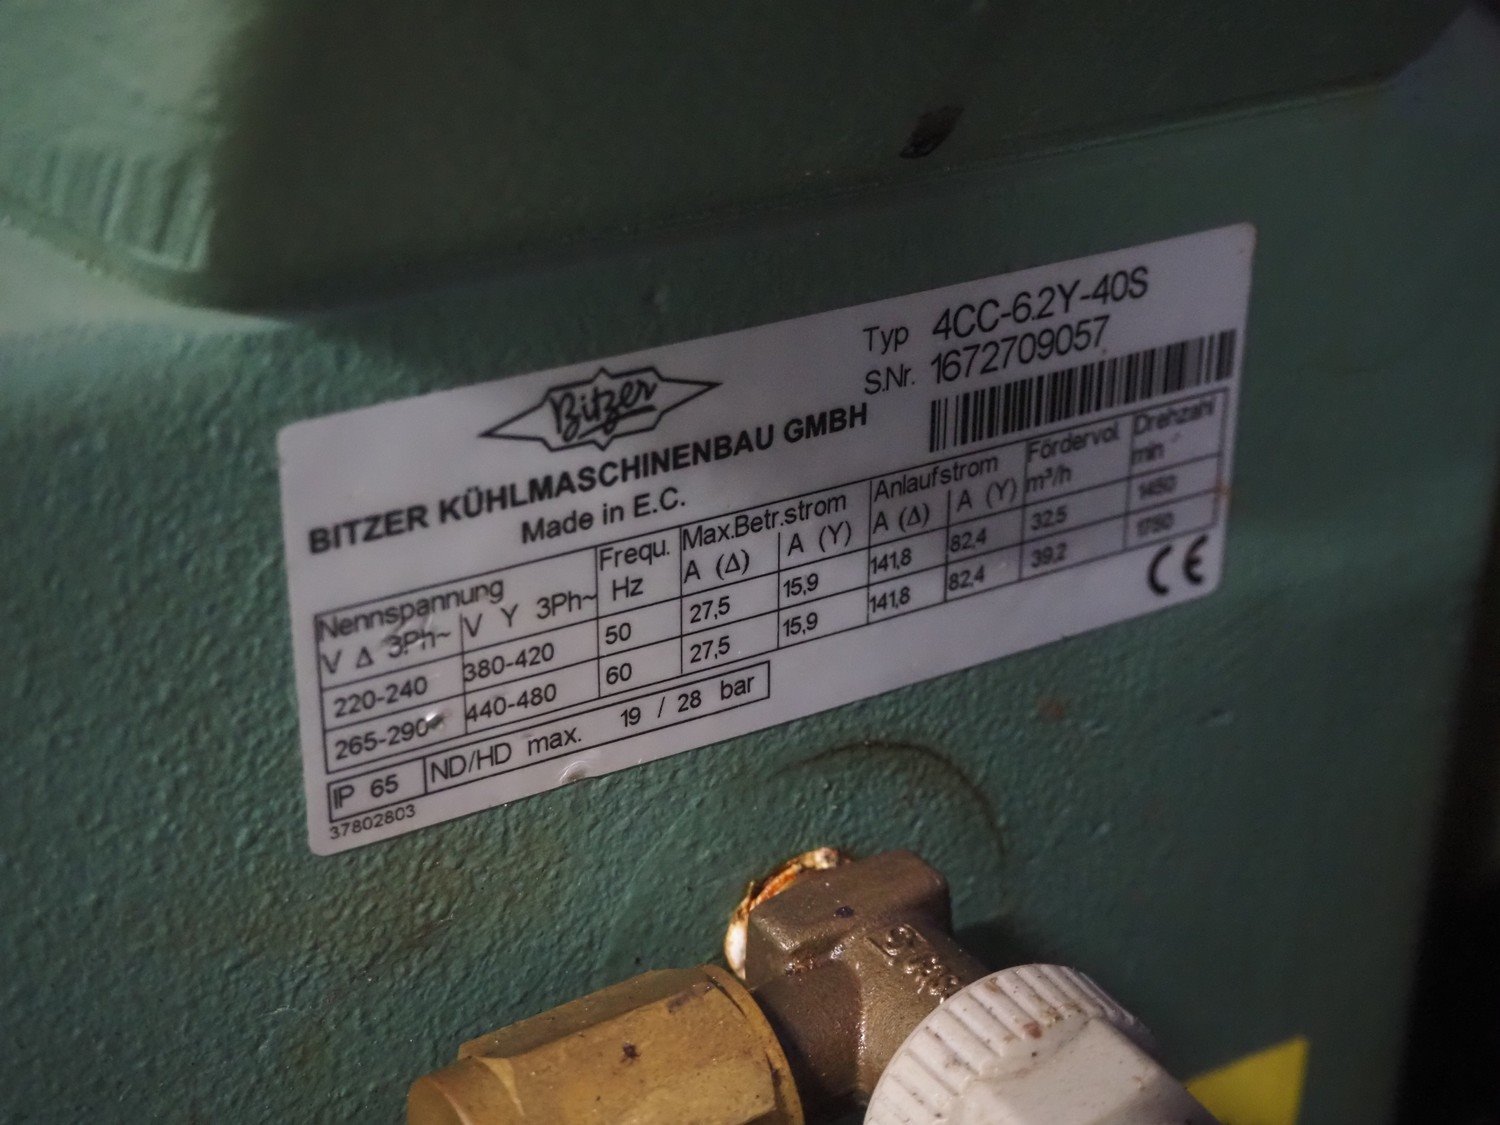 Typ 4CC-6.2Y-40S
S.Nr. 1672709057
Bitzer
BITZER KÜHLMASCHINENBAU GMBH
Made in E.C.
Nennspannung Frequ. Max.Betr.strom Anlaufstrom Fördervol Drehzahl
V Δ 3Ph~ V Y 3Ph~ Hz A (Δ) A (Y) A (Δ) A (Y) m³/h min
220-240 380-420 50 27,5 15,9 141,8 82,4 32,5 1450
265-290 440-480 60 27,5 15,9 141,8 82,4 39,2 1750
IP 65 ND/HD max. 19 / 28 bar
37802803
CE